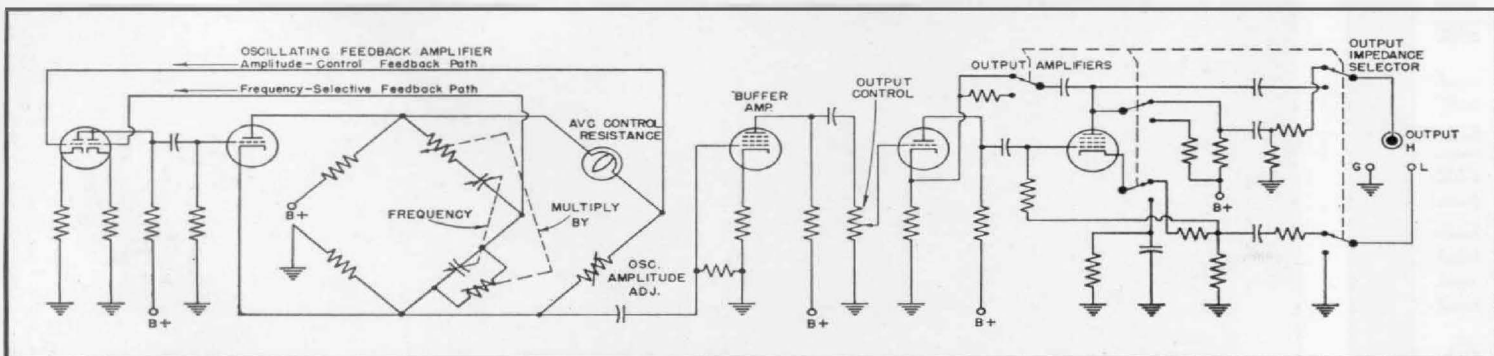 OSCILLATING FEEDBACK AMPLIFIER
Amplitude-Control Feedback Path
Frequency-Selective Feedback Path
B+
B+
FREQUENCY
MULTIPLY
BY
AVC CONTROL
RESISTANCE
OSC.
AMPLITUDE
ADJ.
BUFFER
AMP.
B+
OUTPUT
CONTROL
OUTPUT AMPLIFIERS
B+
B+
OUTPUT
IMPEDANCE
SELECTOR
OUTPUT
H
G
L